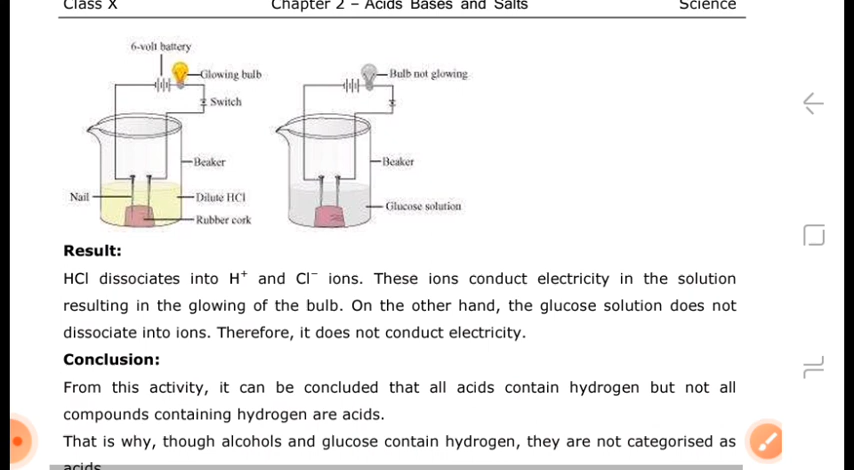 Class X Chapter 2 – Acids Bases and Salts Science
6-volt battery
Glowing bulb
Bulb not glowing
Switch
Beaker
Beaker
Nail
Dilute HCl
Glucose solution
Rubber cork
Result:
HCl dissociates into H⁺ and Cl⁻ ions. These ions conduct electricity in the solution
resulting in the glowing of the bulb. On the other hand, the glucose solution does not
dissociate into ions. Therefore, it does not conduct electricity.
Conclusion:
From this activity, it can be concluded that all acids contain hydrogen but not all
compounds containing hydrogen are acids.
That is why, though alcohols and glucose contain hydrogen, they are not categorised as
acids